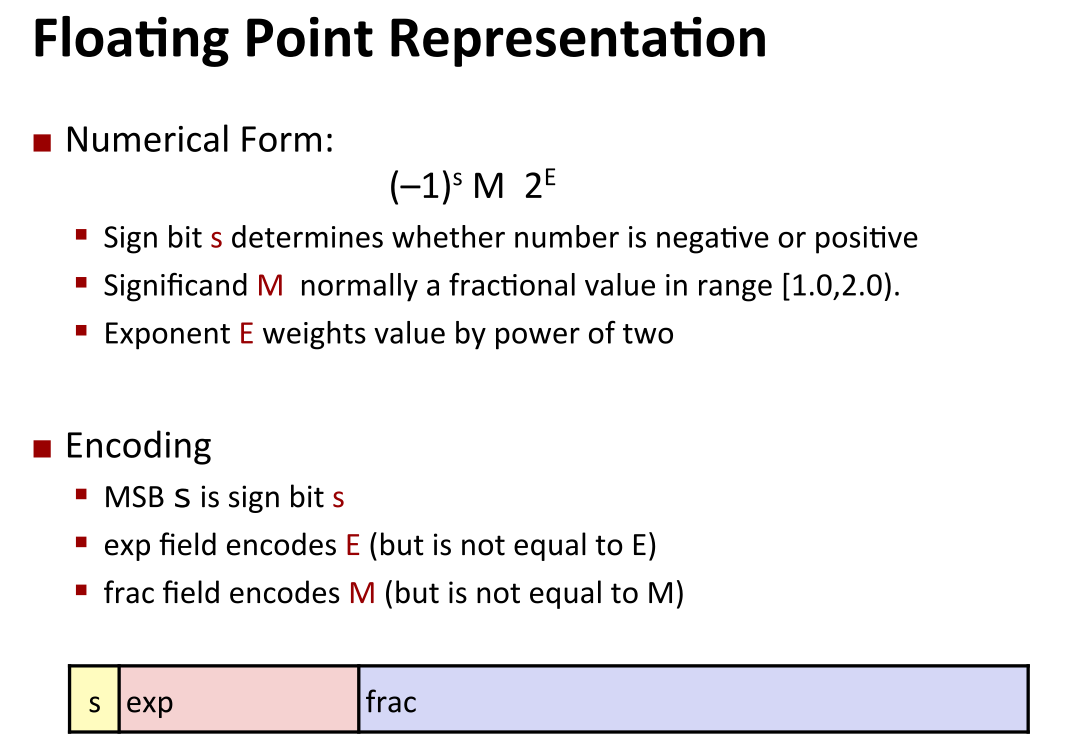 Floating Point Representation
■ Numerical Form:
(–1)ˢ M 2ᴱ
▪ Sign bit s determines whether number is negative or positive
▪ Significand M normally a fractional value in range [1.0,2.0).
▪ Exponent E weights value by power of two
■ Encoding
▪ MSB s is sign bit s
▪ exp field encodes E (but is not equal to E)
▪ frac field encodes M (but is not equal to M)
s exp frac